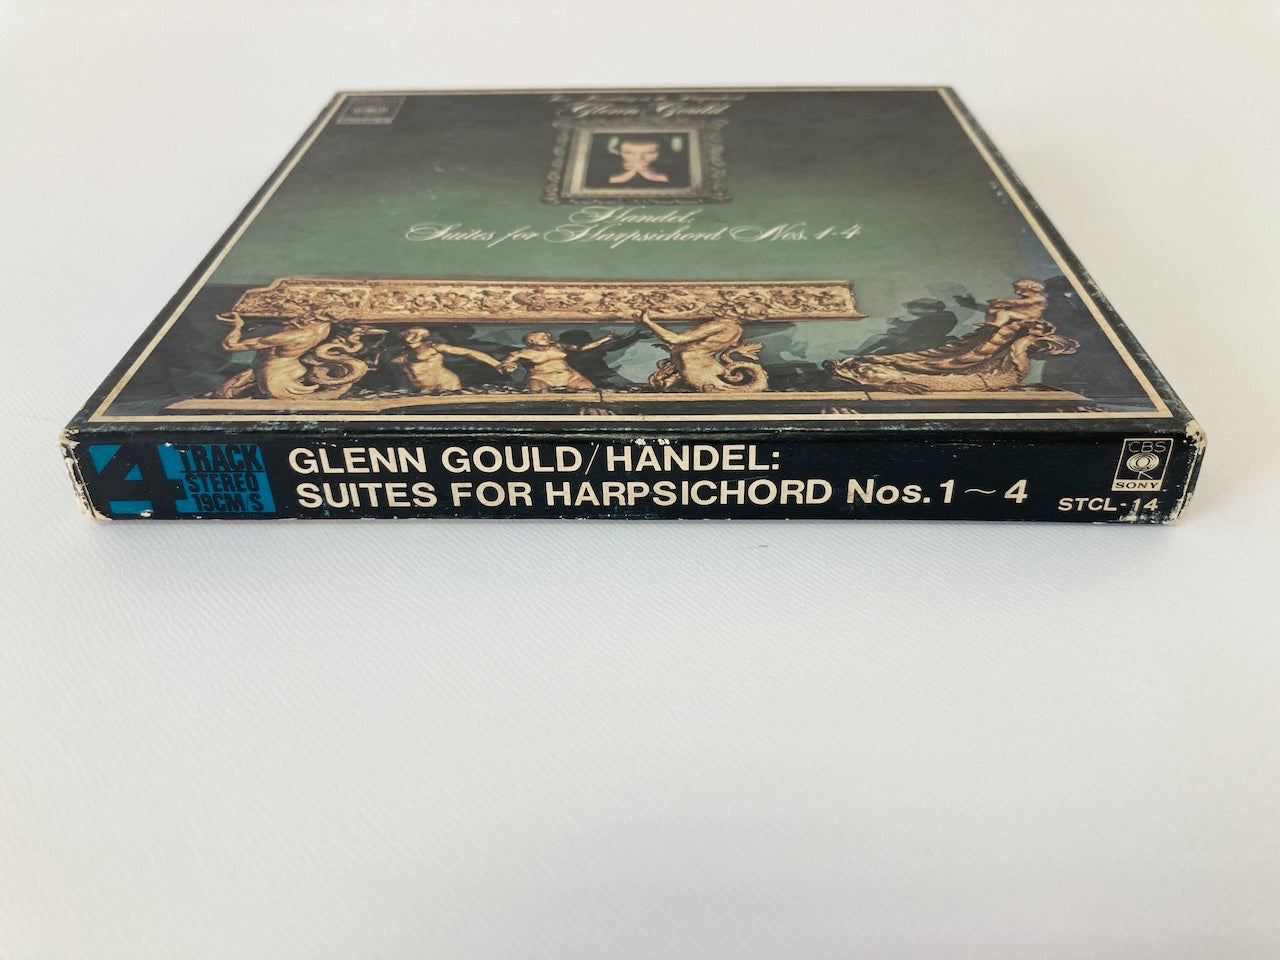 Glenn Gould
Handel:
Suites for Harpsichord Nos. 1-4
4 TRACK
STEREO
19CM/S
GLENN GOULD/HÄNDEL:
SUITES FOR HARPSICHORD Nos. 1~4
CBS
SONY
STCL-14